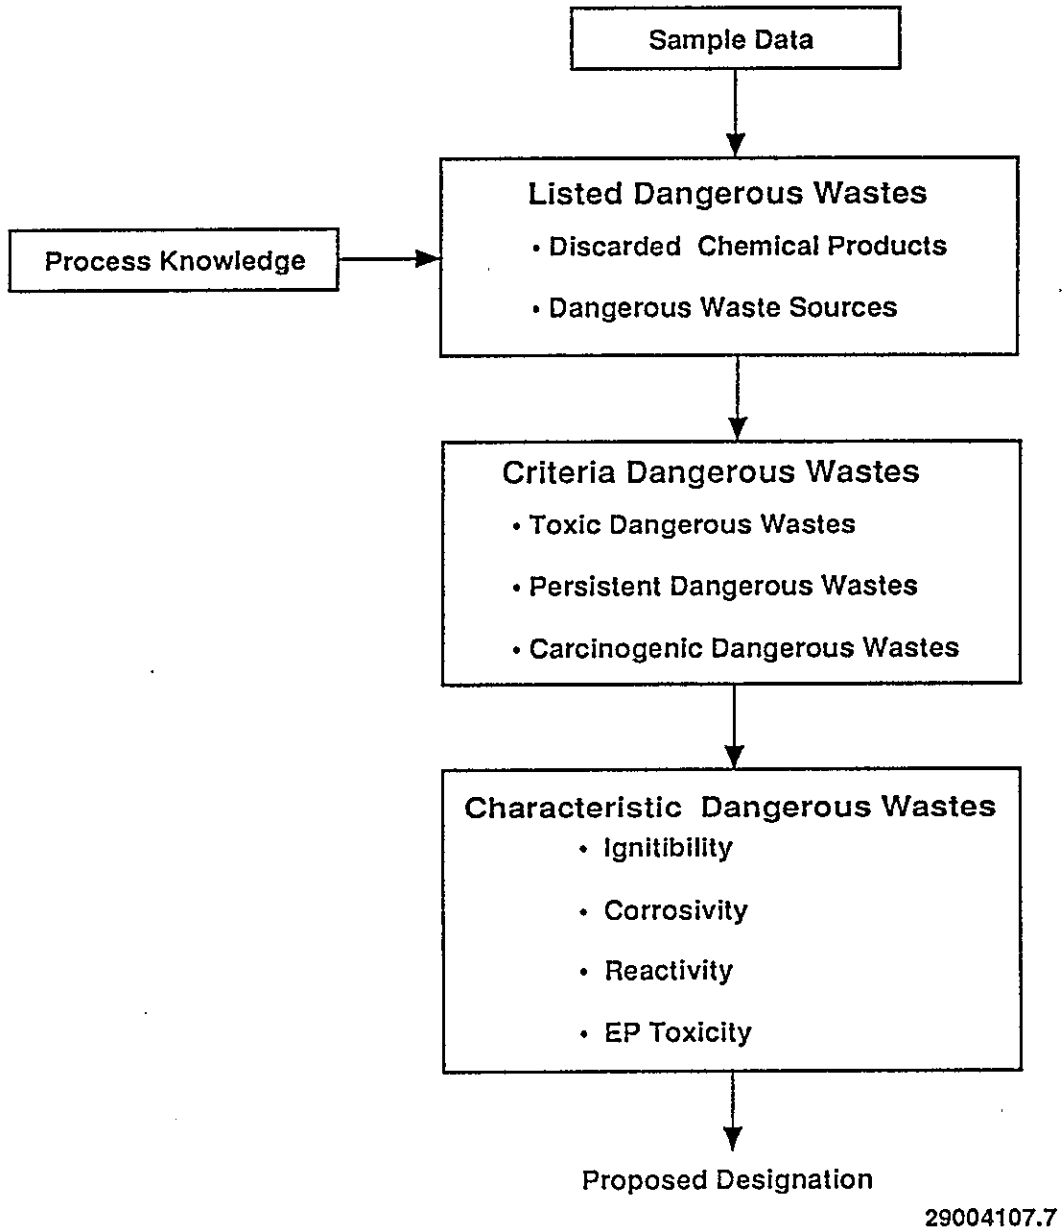 Sample Data
Listed Dangerous Wastes
• Discarded Chemical Products
Process Knowledge
• Dangerous Waste Sources
Criteria Dangerous Wastes
• Toxic Dangerous Wastes
• Persistent Dangerous Wastes
• Carcinogenic Dangerous Wastes
Characteristic Dangerous Wastes
• Ignitibility
• Corrosivity
• Reactivity
• EP Toxicity
Proposed Designation
29004107.7